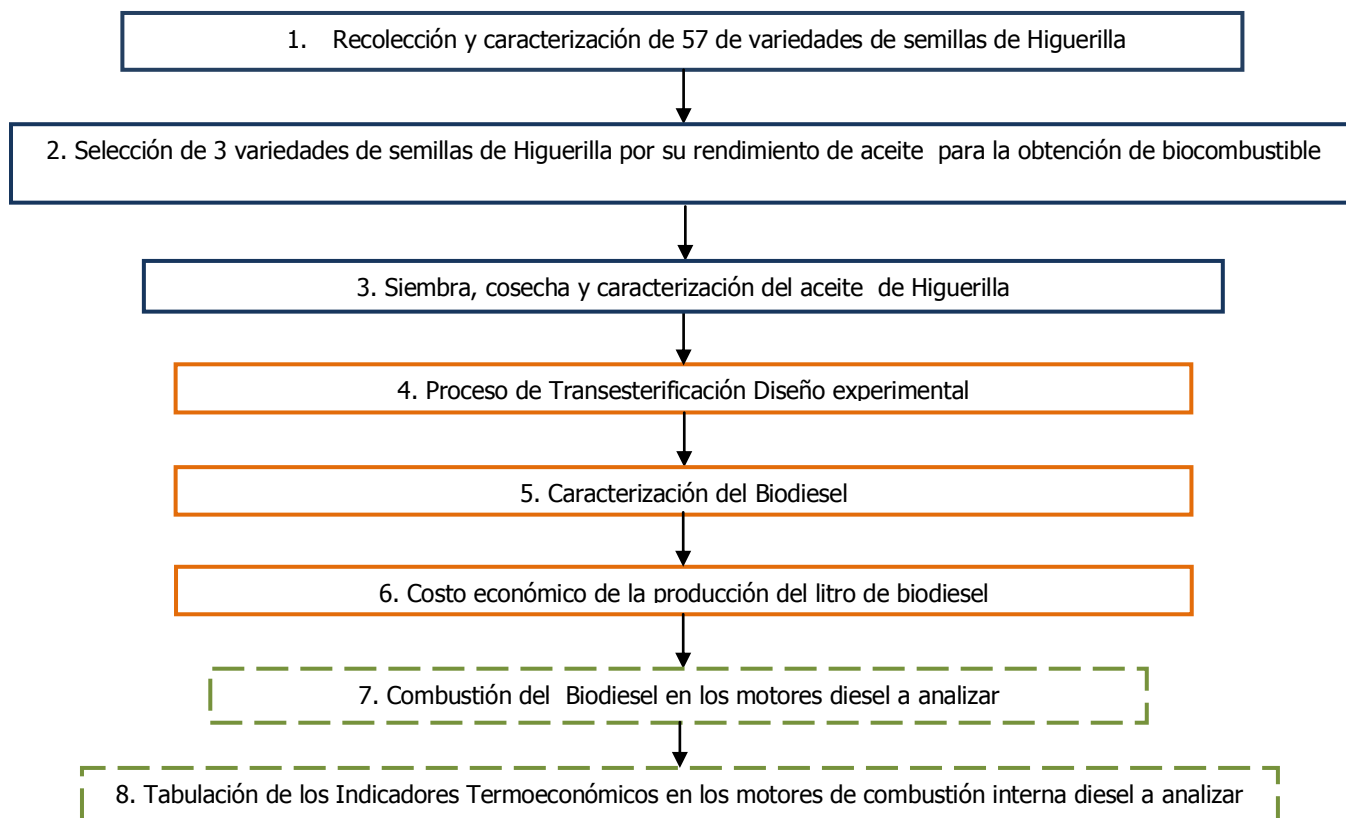 1. Recolección y caracterización de 57 de variedades de semillas de Higuerilla
2. Selección de 3 variedades de semillas de Higuerilla por su rendimiento de aceite para la obtención de biocombustible
3. Siembra, cosecha y caracterización del aceite de Higuerilla
4. Proceso de Transesterificación Diseño experimental
5. Caracterización del Biodiesel
6. Costo económico de la producción del litro de biodiesel
7. Combustión del Biodiesel en los motores diesel a analizar
8. Tabulación de los Indicadores Termoeconómicos en los motores de combustión interna diesel a analizar